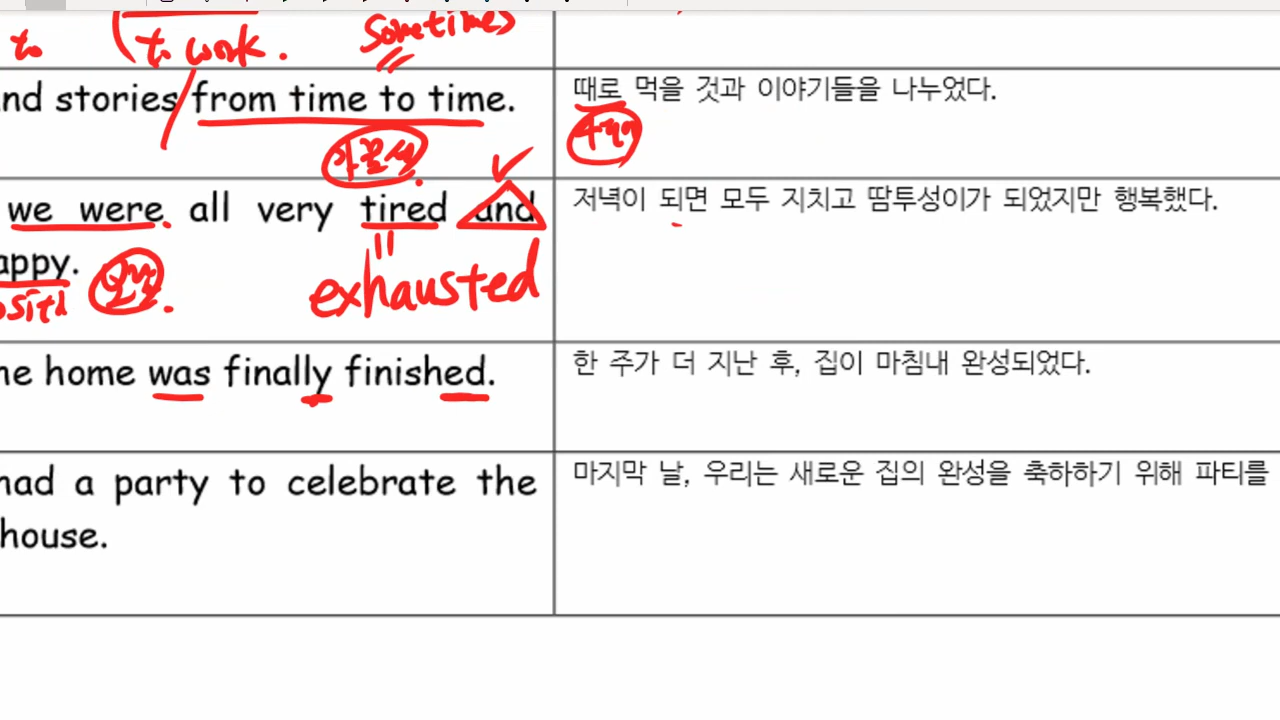 to
to work.
sometimes
nd stories from time to time.
때로 먹을 것과 이야기들을 나누었다.
we were all very tired and
저녁이 되면 모두 지치고 땀투성이가 되었지만 행복했다.
appy.
exhausted
he home was finally finished.
한 주가 더 지난 후, 집이 마침내 완성되었다.
had a party to celebrate the
마지막 날, 우리는 새로운 집의 완성을 축하하기 위해 파티를
house.